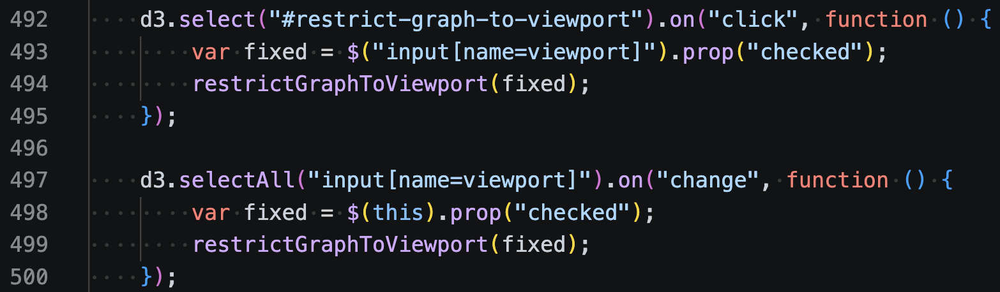 492     d3.select("#restrict-graph-to-viewport").on("click", function () {
493         var fixed = $("input[name=viewport]").prop("checked");
494         restrictGraphToViewport(fixed);
495     });
496
497     d3.selectAll("input[name=viewport]").on("change", function () {
498         var fixed = $(this).prop("checked");
499         restrictGraphToViewport(fixed);
500     });